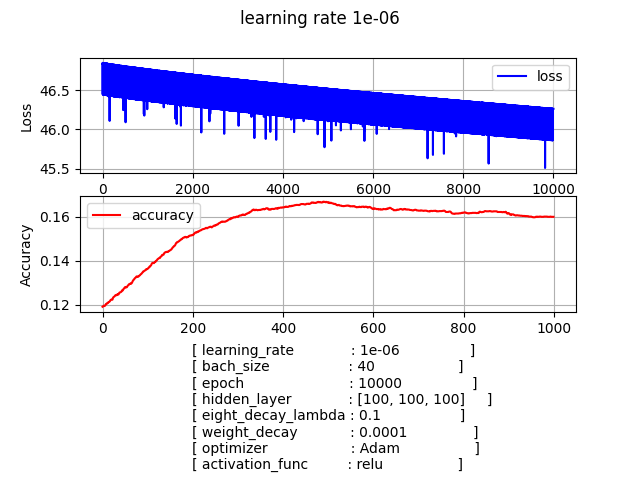 learning rate 1e-06
46.5
46.0
45.5
Loss
loss
0 2000 4000 6000 8000 10000
0.16
0.14
0.12
Accuracy
accuracy
0 200 400 600 800 1000
[ learning_rate : 1e-06 ]
[ bach_size : 40 ]
[ epoch : 10000 ]
[ hidden_layer : [100, 100, 100] ]
[ eight_decay_lambda : 0.1 ]
[ weight_decay : 0.0001 ]
[ optimizer : Adam ]
[ activation_func : relu ]